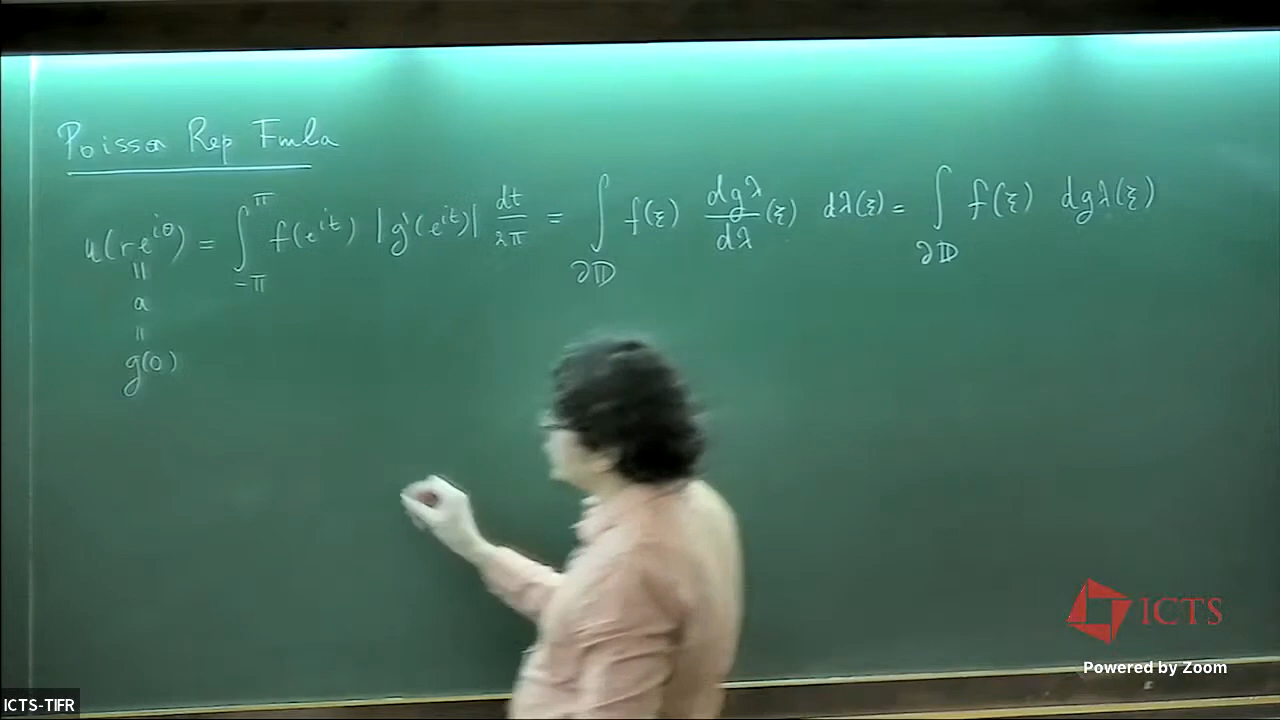 Poisson Rep Fmla
u(re^{iθ}) = ∫_{-π}^{π} f(e^{it}) |g'(e^{it})| dt/2π = ∫_{∂𝔻} f(ξ) dgλ/dλ (ξ) dλ(ξ) = ∫_{∂𝔻} f(ξ) dgλ(ξ)
||
a
||
g(0)
ICTS
Powered by Zoom
ICTS-TIFR